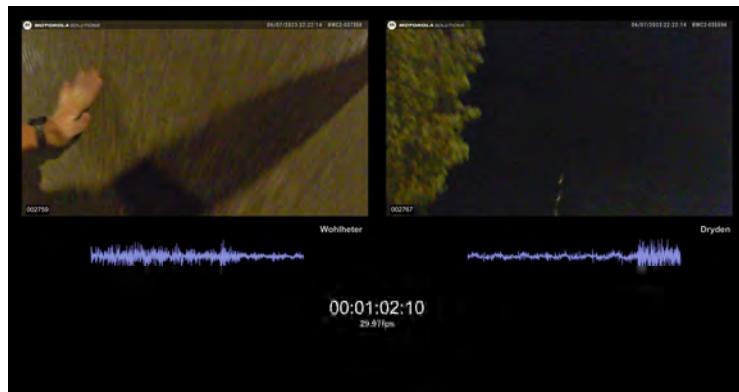 MOTOROLA SOLUTIONS
06/07/2023 22:22:14
002759
Wohlheter
MOTOROLA SOLUTIONS
06/07/2023 22:22:14
002767
Dryden
00:01:02:10
29.97fps